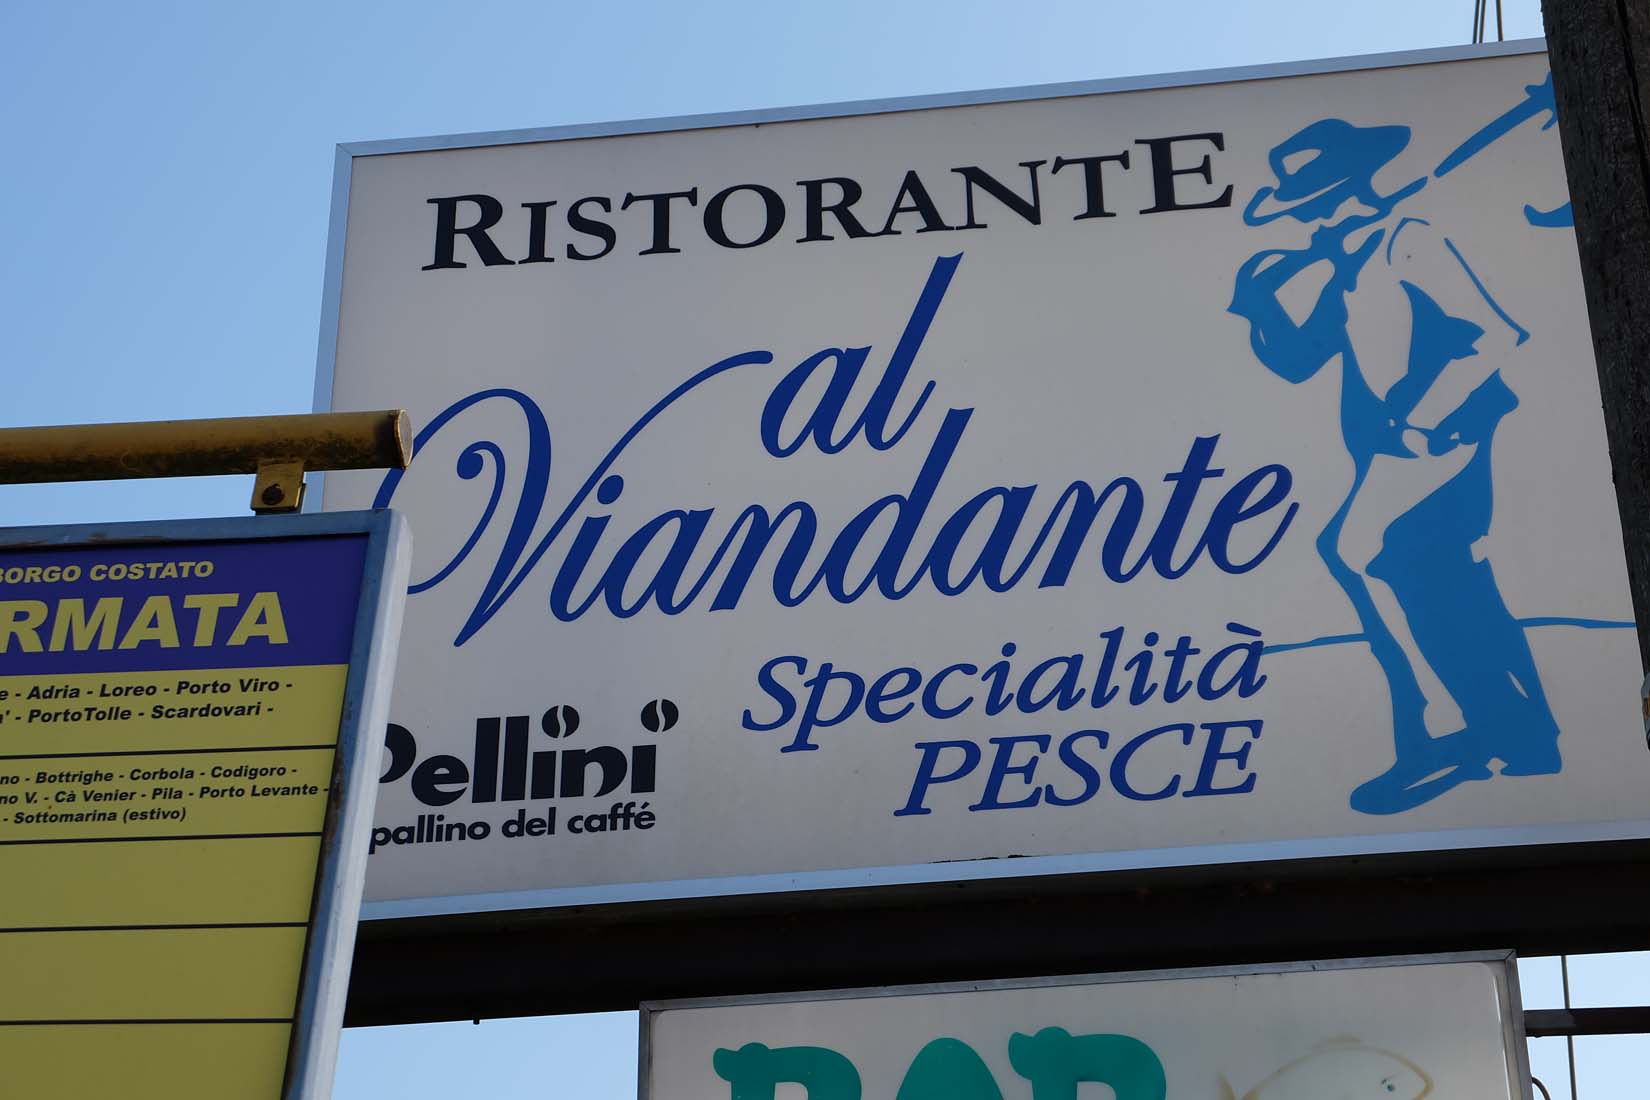 RISTORANTE
al
Viandante
Specialità
PESCE
Pellini
pallino del caffé
BORGO COSTATO
RMATA
- Adria - Loreo - Porto Viro -
- PortoTolle - Scardovari -
- Bottrighe - Corbola - Codigoro -
V. - Cà Venier - Pila - Porto Levante -
- Sottomarina (estivo)
BAR